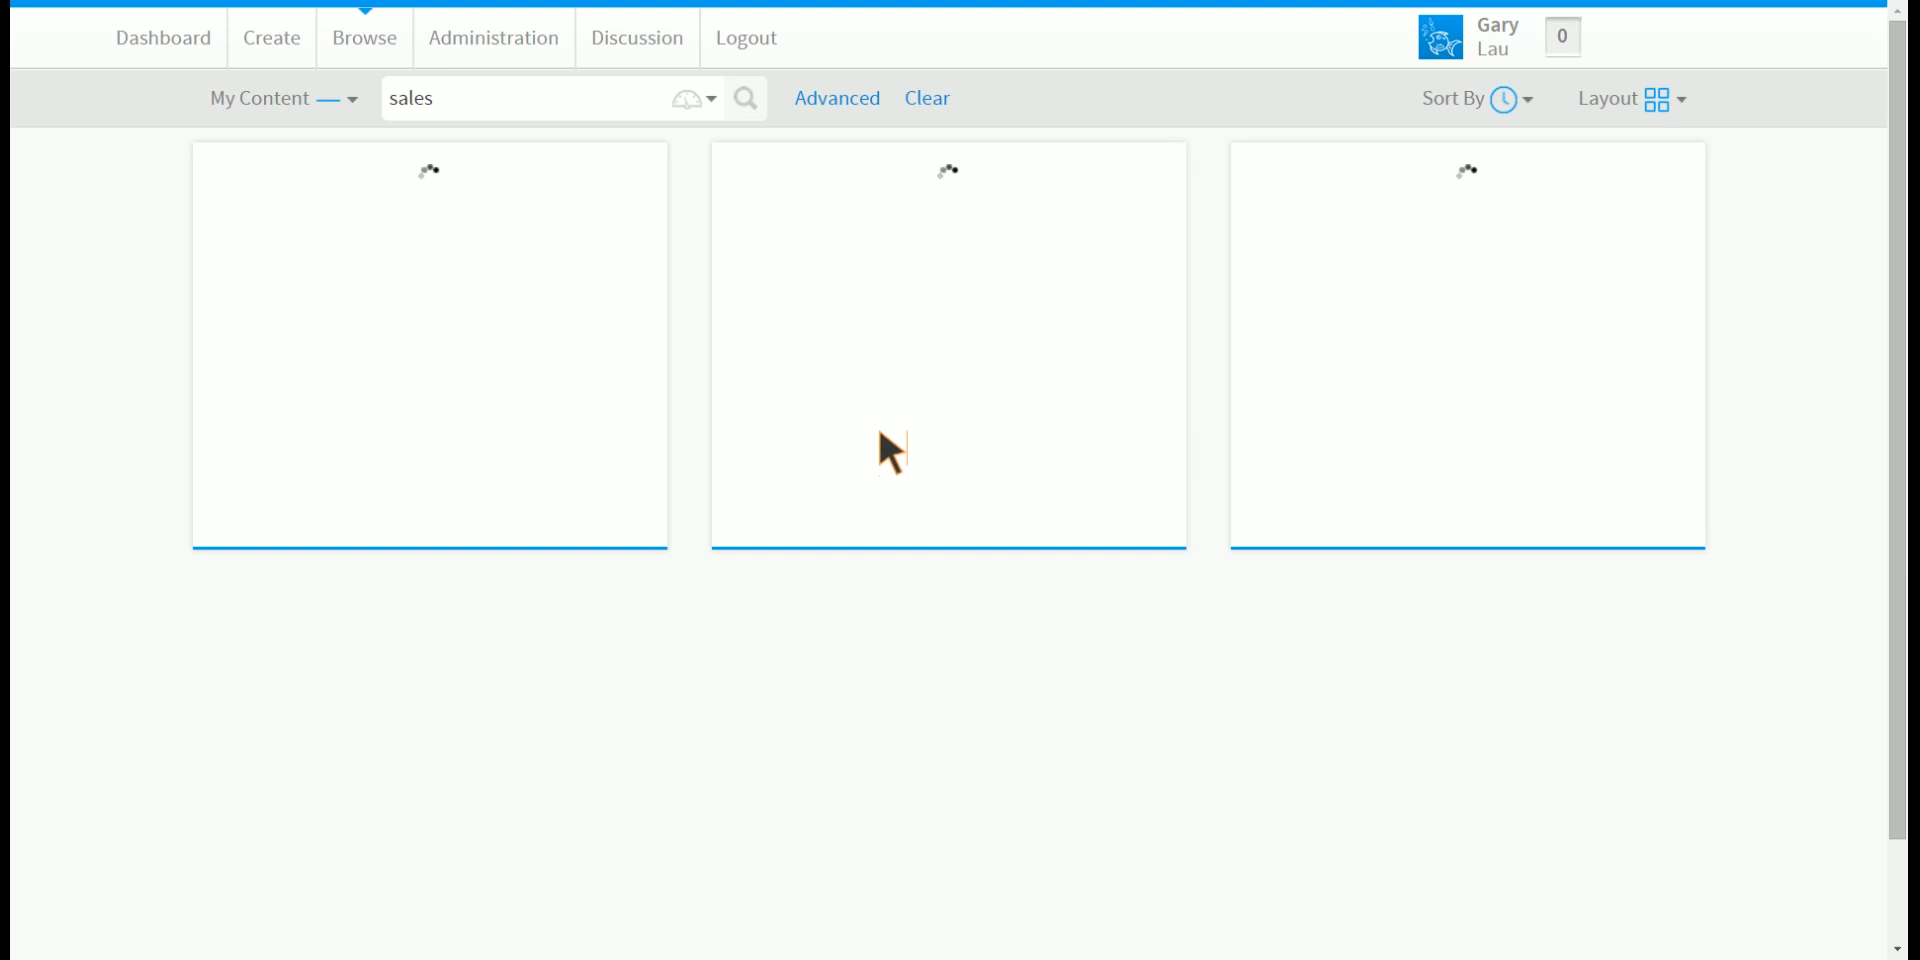 Dashboard
Create
Browse
Administration
Discussion
Logout
Gary
Lau
0
My Content
sales
Advanced
Clear
Sort By
Layout